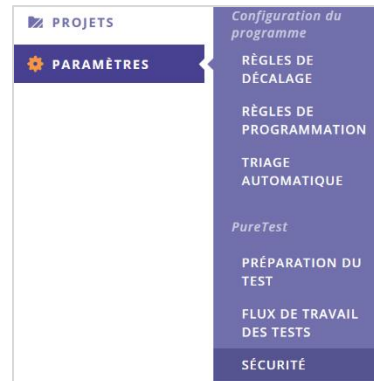 PROJETS
PARAMÈTRES
Configuration du
programme
RÈGLES DE
DÉCALAGE
RÈGLES DE
PROGRAMMATION
TRIAGE
AUTOMATIQUE
PureTest
PRÉPARATION DU
TEST
FLUX DE TRAVAIL
DES TESTS
SÉCURITÉ